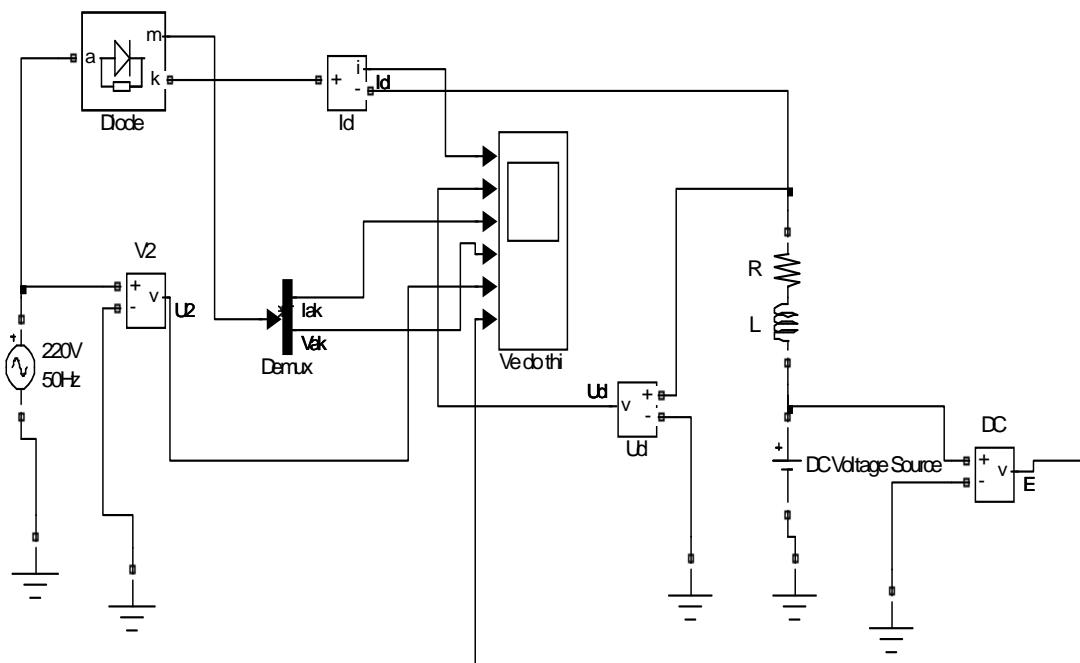 m
a
k
Diode
+
i
-
Id
Id
V2
+
-
v
U2
+
220V
50Hz
Iak
Vak
Demux
Ve do thi
R
L
Ud
+
v
-
Ud
+
DC Voltage Source
DC
+
v
-
E